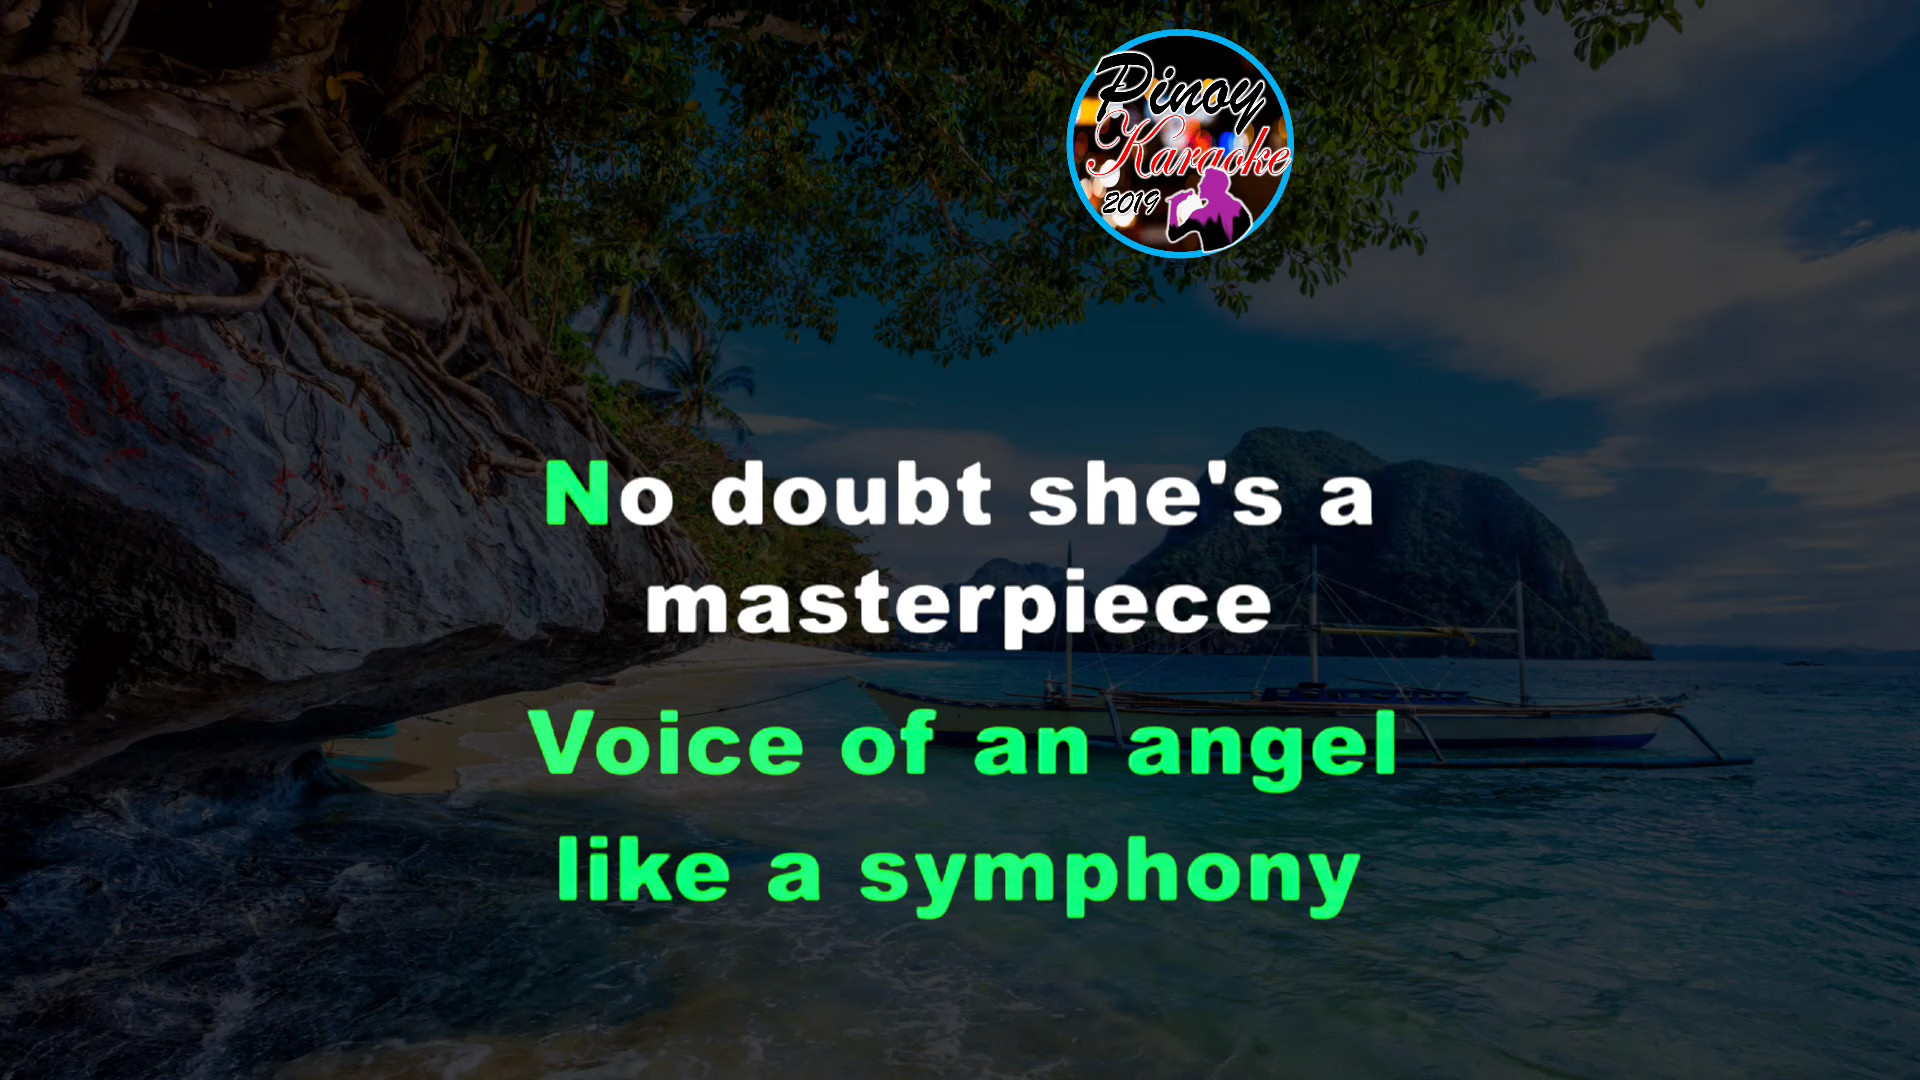 Pinoy
Karaoke
2019
No doubt she's a
masterpiece
Voice of an angel
like a symphony